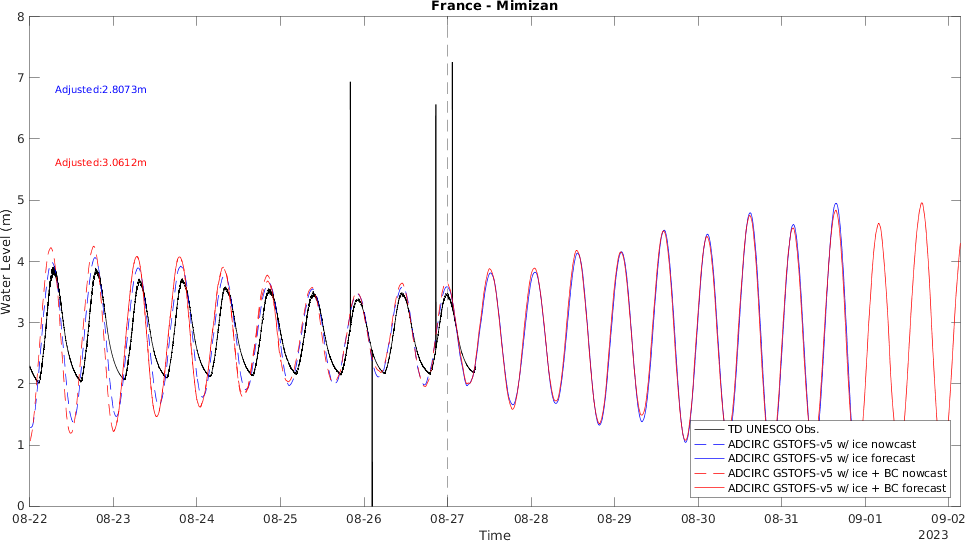 France - Mimizan
8
7
6
5
4
3
2
1
0
Water Level (m)
Adjusted:2.8073m
Adjusted:3.0612m
TD UNESCO Obs.
ADCIRC GSTOFS-v5 w/ ice nowcast
ADCIRC GSTOFS-v5 w/ ice forecast
ADCIRC GSTOFS-v5 w/ ice + BC nowcast
ADCIRC GSTOFS-v5 w/ ice + BC forecast
08-22 08-23 08-24 08-25 08-26 08-27 08-28 08-29 08-30 08-31 09-01 09-02
Time
2023